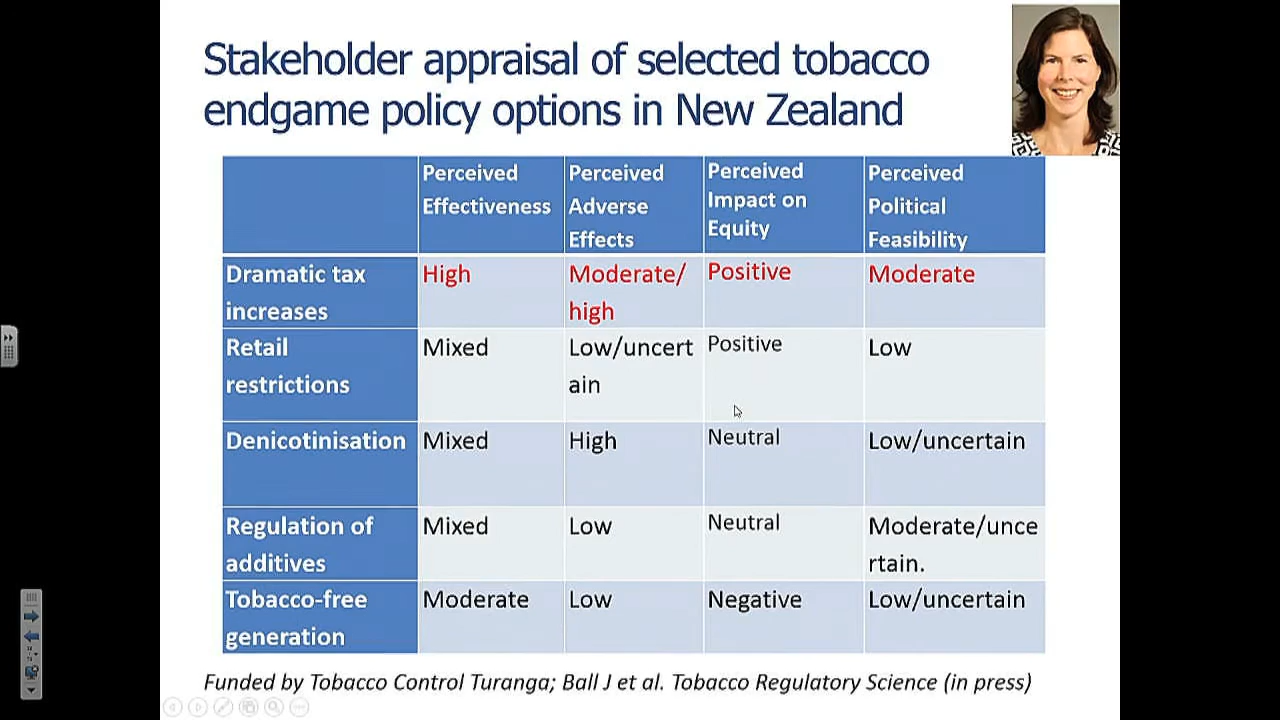 Stakeholder appraisal of selected tobacco
endgame policy options in New Zealand
Perceived
Effectiveness
Perceived
Adverse
Effects
Perceived
Impact on
Equity
Perceived
Political
Feasibility
Dramatic tax
increases
High
Moderate/
high
Positive
Moderate
Retail
restrictions
Mixed
Low/uncert
ain
Positive
Low
Denicotinisation
Mixed
High
Neutral
Low/uncertain
Regulation of
additives
Mixed
Low
Neutral
Moderate/unce
rtain.
Tobacco-free
generation
Moderate
Low
Negative
Low/uncertain
Funded by Tobacco Control Turanga; Ball J et al. Tobacco Regulatory Science (in press)